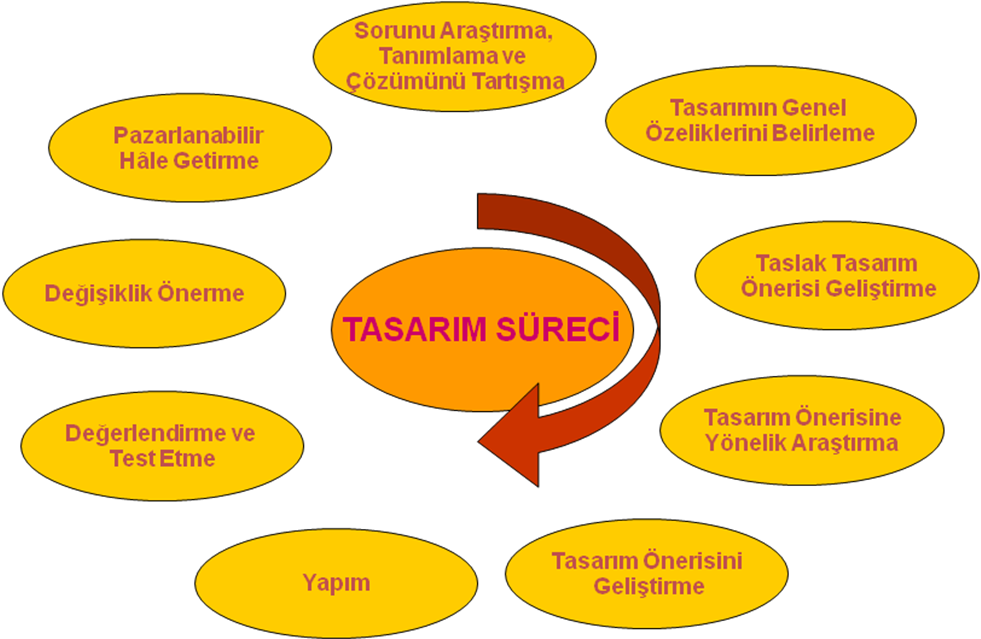 Sorunu Araştırma,
Tanımlama ve
Çözümünü Tartışma
Tasarımın Genel
Özeliklerini Belirleme
Taslak Tasarım
Önerisi Geliştirme
Tasarım Önerisine
Yönelik Araştırma
Tasarım Önerisini
Geliştirme
Yapım
Değerlendirme ve
Test Etme
Değişiklik Önerme
Pazarlanabilir
Hâle Getirme
TASARIM SÜRECİ